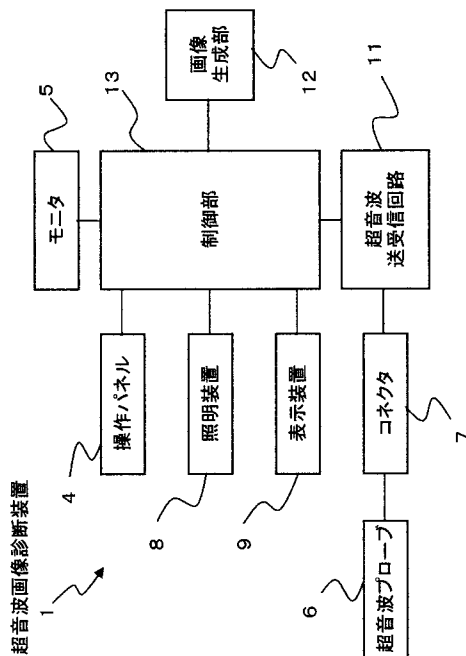 超音波画像診断装置
1
5
モニタ
4
操作パネル
13
8
照明装置
制御部
画像
生成部
12
9
表示装置
6
超音波プローブ
コネクタ
7
超音波
送受信回路
11